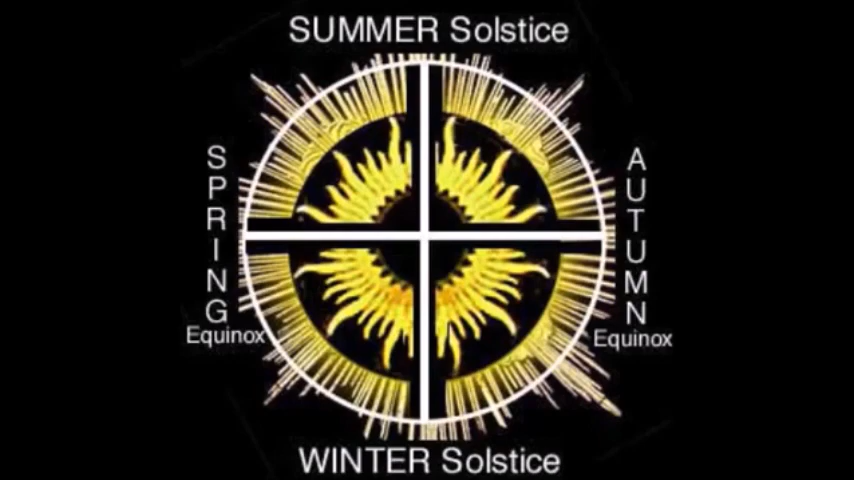 SUMMER Solstice
SPRING
Equinox
AUTUMN
Equinox
WINTER Solstice